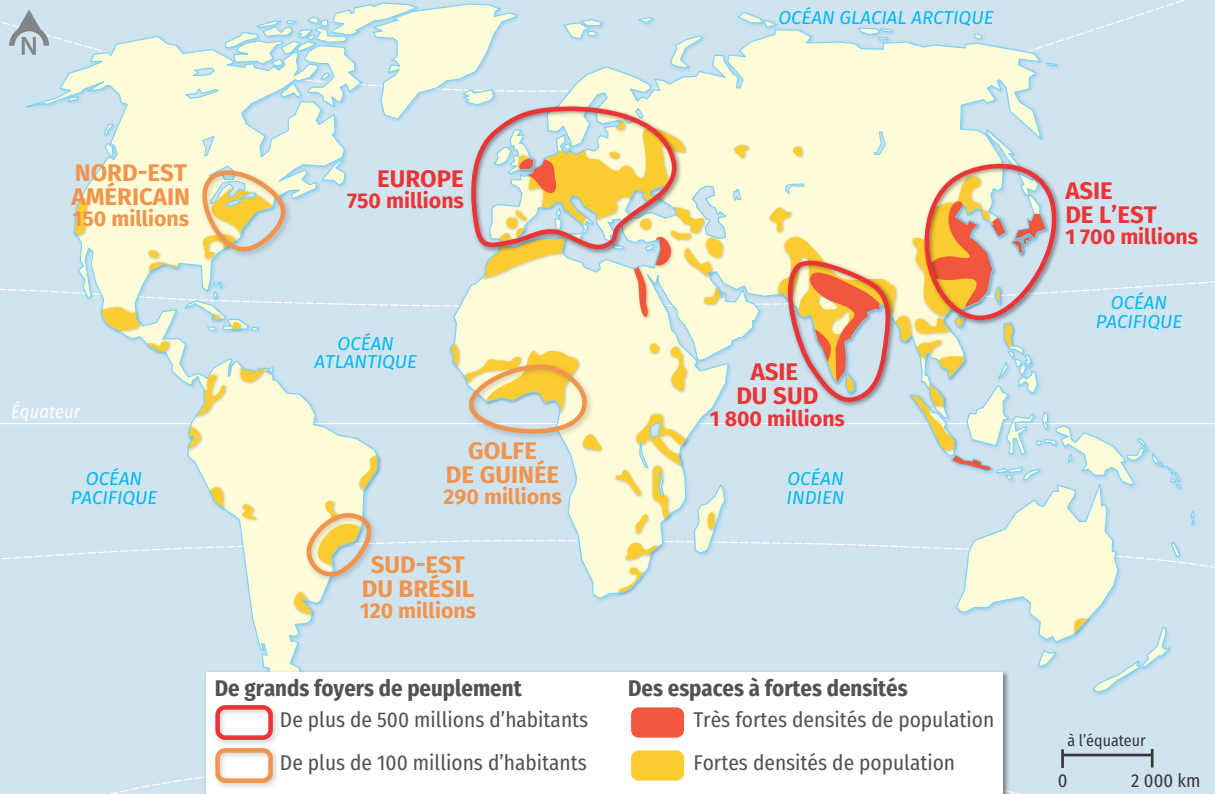 OCÉAN GLACIAL ARCTIQUE
N
NORD-EST
AMÉRICAIN
150 millions
EUROPE
750 millions
ASIE
DE L'EST
1 700 millions
OCÉAN
PACIFIQUE
OCÉAN
ATLANTIQUE
ASIE
DU SUD
1 800 millions
Équateur
GOLFE
DE GUINÉE
290 millions
OCÉAN
PACIFIQUE
OCÉAN
INDIEN
SUD-EST
DU BRÉSIL
120 millions
De grands foyers de peuplement
De plus de 500 millions d'habitants
De plus de 100 millions d'habitants
Des espaces à fortes densités
Très fortes densités de population
Fortes densités de population
à l'équateur
0 2 000 km